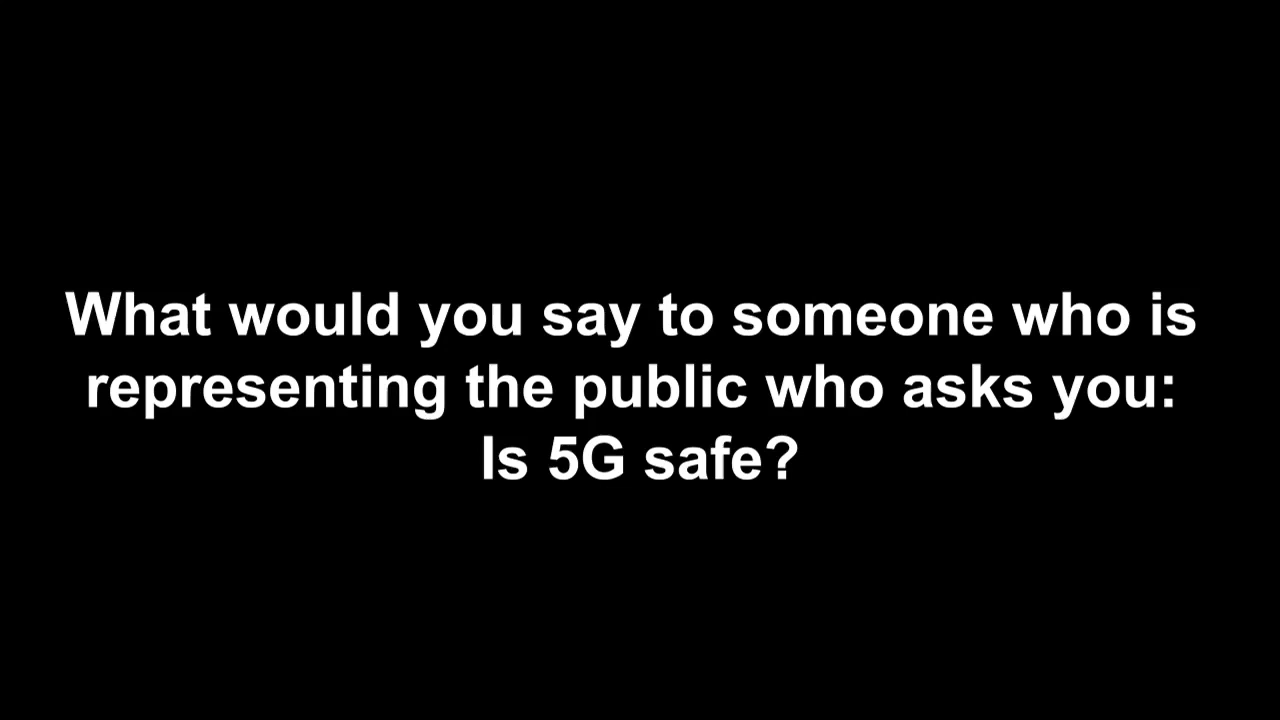 What would you say to someone who is
representing the public who asks you:
Is 5G safe?